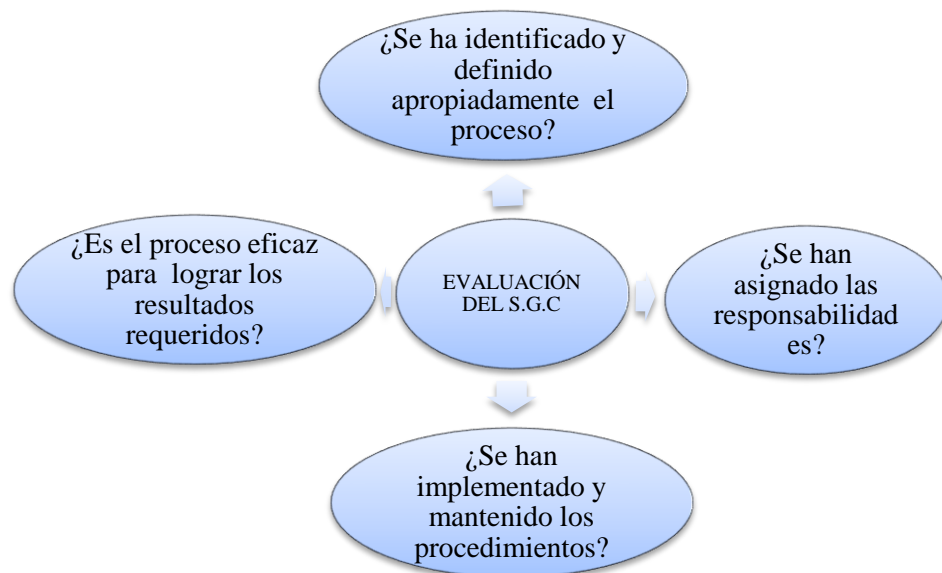 ¿Se ha identificado y
definido
apropiadamente el
proceso?
¿Es el proceso eficaz
para lograr los
resultados
requeridos?
EVALUACIÓN
DEL S.G.C
¿Se han
asignado las
responsabilidad
es?
¿Se han
implementado y
mantenido los
procedimientos?